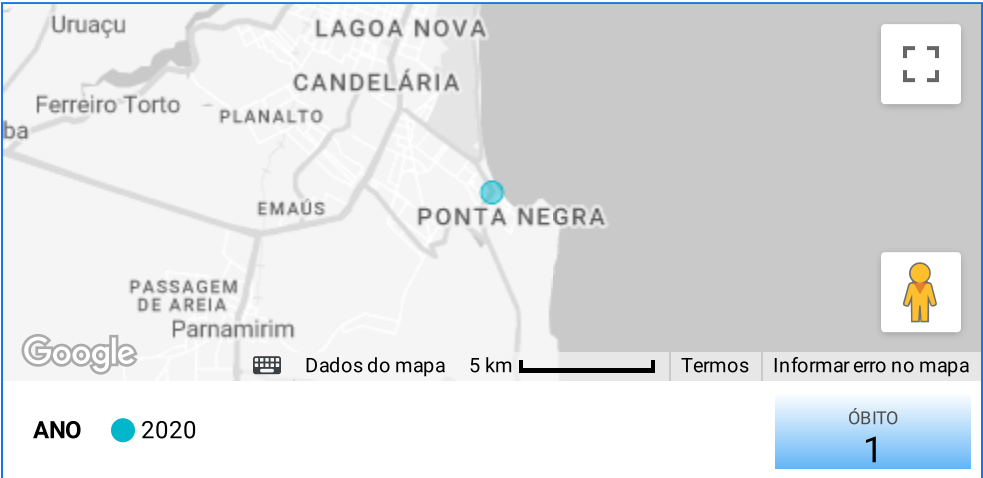 Uruaçu
LAGOA NOVA
CANDELÁRIA
Ferreiro Torto
PLANALTO
ba
EMAÚS
PONTA NEGRA
PASSAGEM
DE AREIA
Parnamirim
Google
Dados do mapa 5 km Termos Informar erro no mapa
ANO 2020
ÓBITO
1